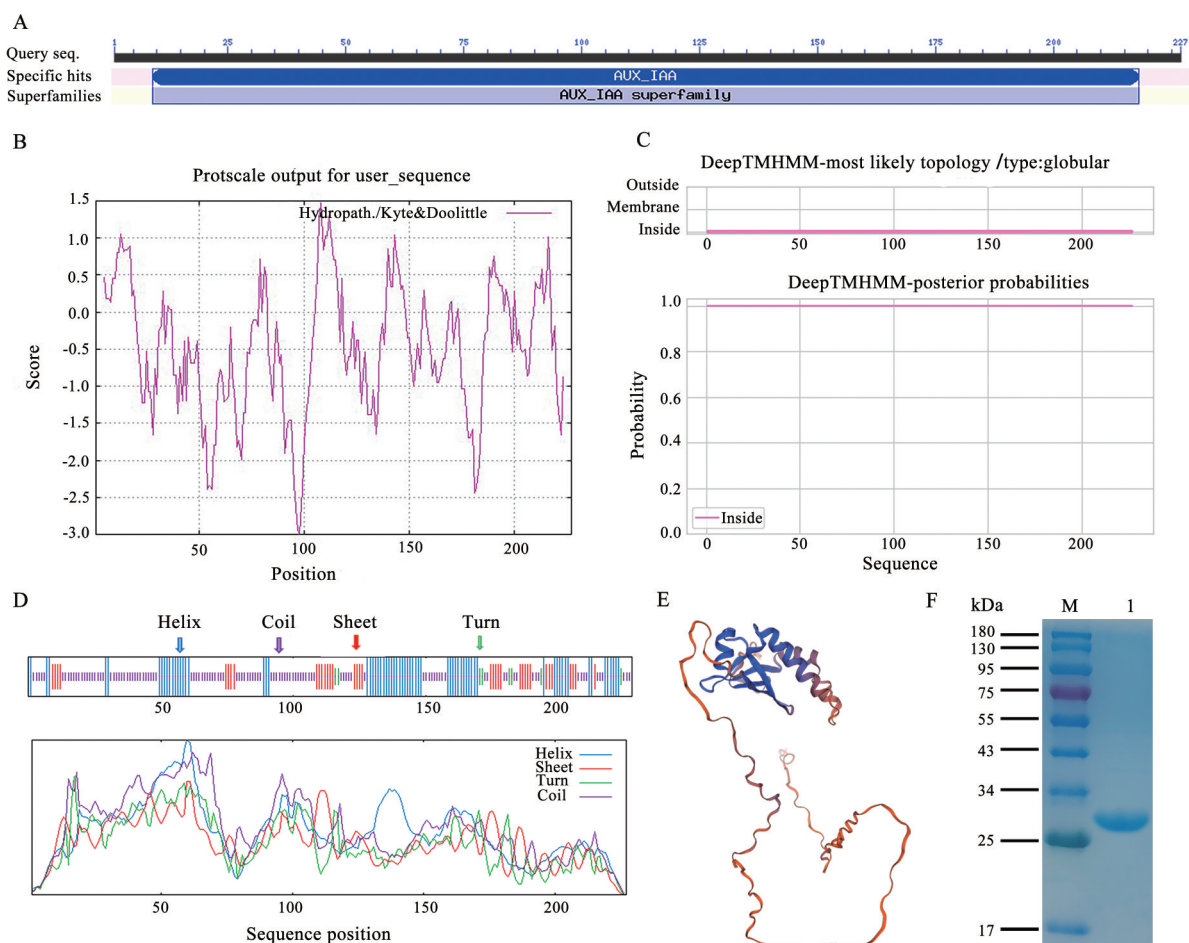 A
1 25 50 75 100 125 150 175 200 227
Query seq.
Specific hits AUX_IAA
Superfamilies AUX_IAA superfamily
B
Protscale output for user_sequence
Hydropath./Kyte&Doolittle
1.5
1.0
0.5
0.0
-0.5
-1.0
-1.5
-2.0
-2.5
-3.0
Score
50 100 150 200
Position
C
DeepTMHMM-most likely topology /type:globular
Outside
Membrane
Inside
0 50 100 150 200
DeepTMHMM-posterior probabilities
1.0
0.8
0.6
0.4
0.2
0.0
Probability
Inside
0 50 100 150 200
Sequence
D
Helix Coil Sheet Turn
50 100 150 200
Helix
Sheet
Turn
Coil
50 100 150 200
Sequence position
E
F
kDa M 1
180
130
95
75
55
43
34
25
17